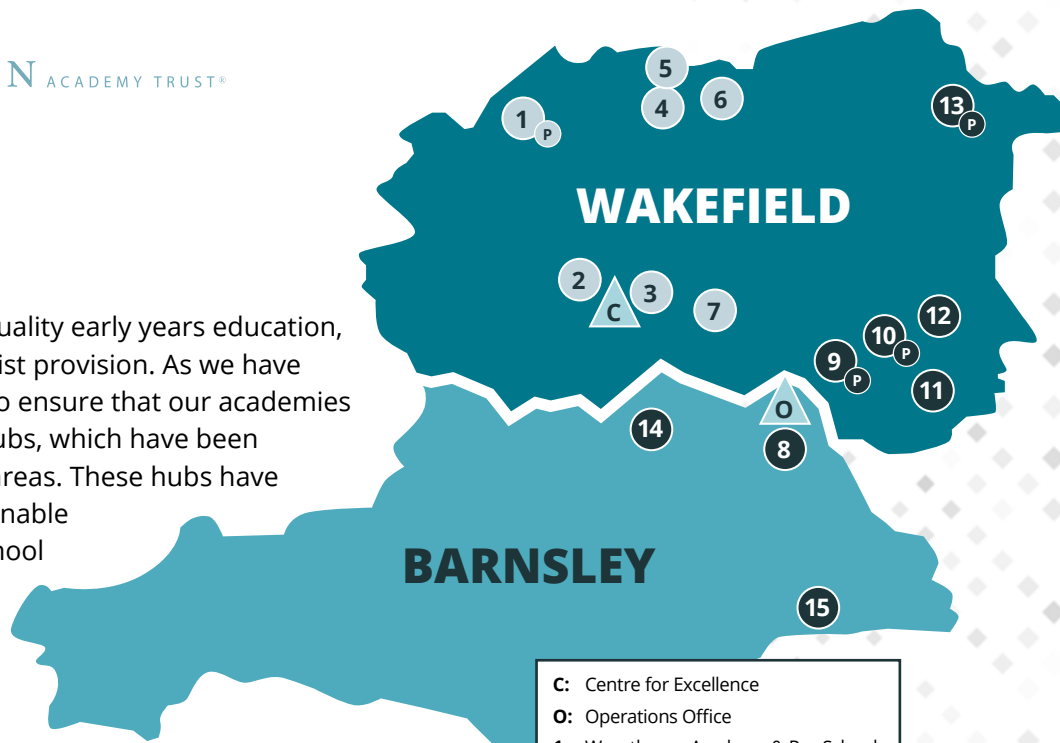 N ACADEMY TRUST®
uality early years education,
ist provision. As we have
o ensure that our academies
ubs, which have been
reas. These hubs have
nable
hool
5
1
P
4
6
13
P
WAKEFIELD
2
C
3
7
12
10
P
9
P
11
O
14
8
BARNSLEY
15
C: Centre for Excellence
O: Operations Office